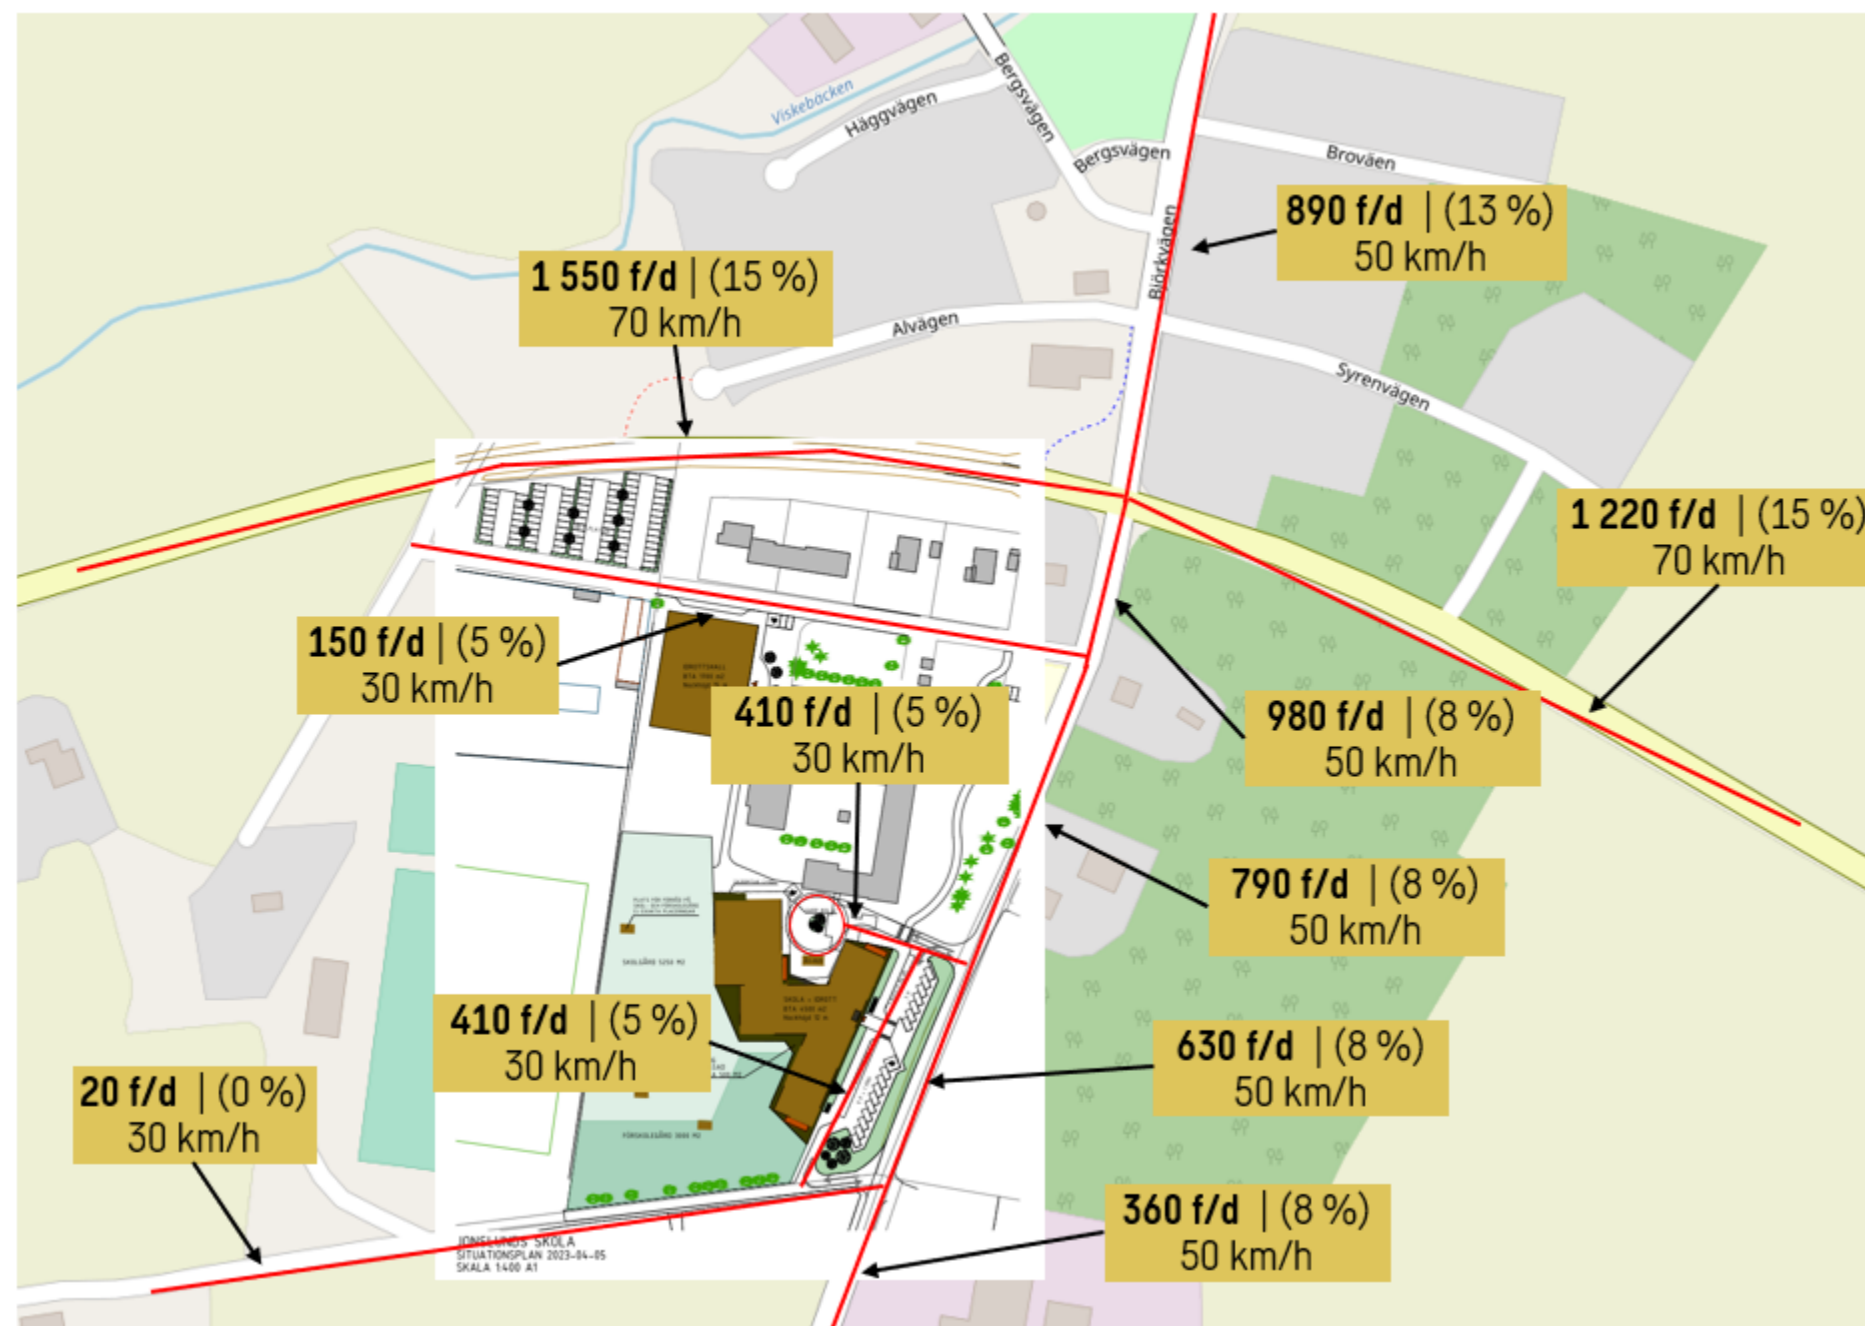 Viskebäcken
Häggvägen
Bergsvägen
Bergsvägen
Broväen
Björkvägen
890 f/d | (13 %)
50 km/h
1 550 f/d | (15 %)
70 km/h
Alvägen
Syrenvägen
1 220 f/d | (15 %)
70 km/h
150 f/d | (5 %)
30 km/h
410 f/d | (5 %)
30 km/h
980 f/d | (8 %)
50 km/h
790 f/d | (8 %)
50 km/h
SKOLGÅRD 5250 M2
410 f/d | (5 %)
30 km/h
630 f/d | (8 %)
50 km/h
20 f/d | (0 %)
30 km/h
360 f/d | (8 %)
50 km/h
JONSLUNDS SKOLA
SITUATIONSPLAN 2023-04-05
SKALA 1:400 A1